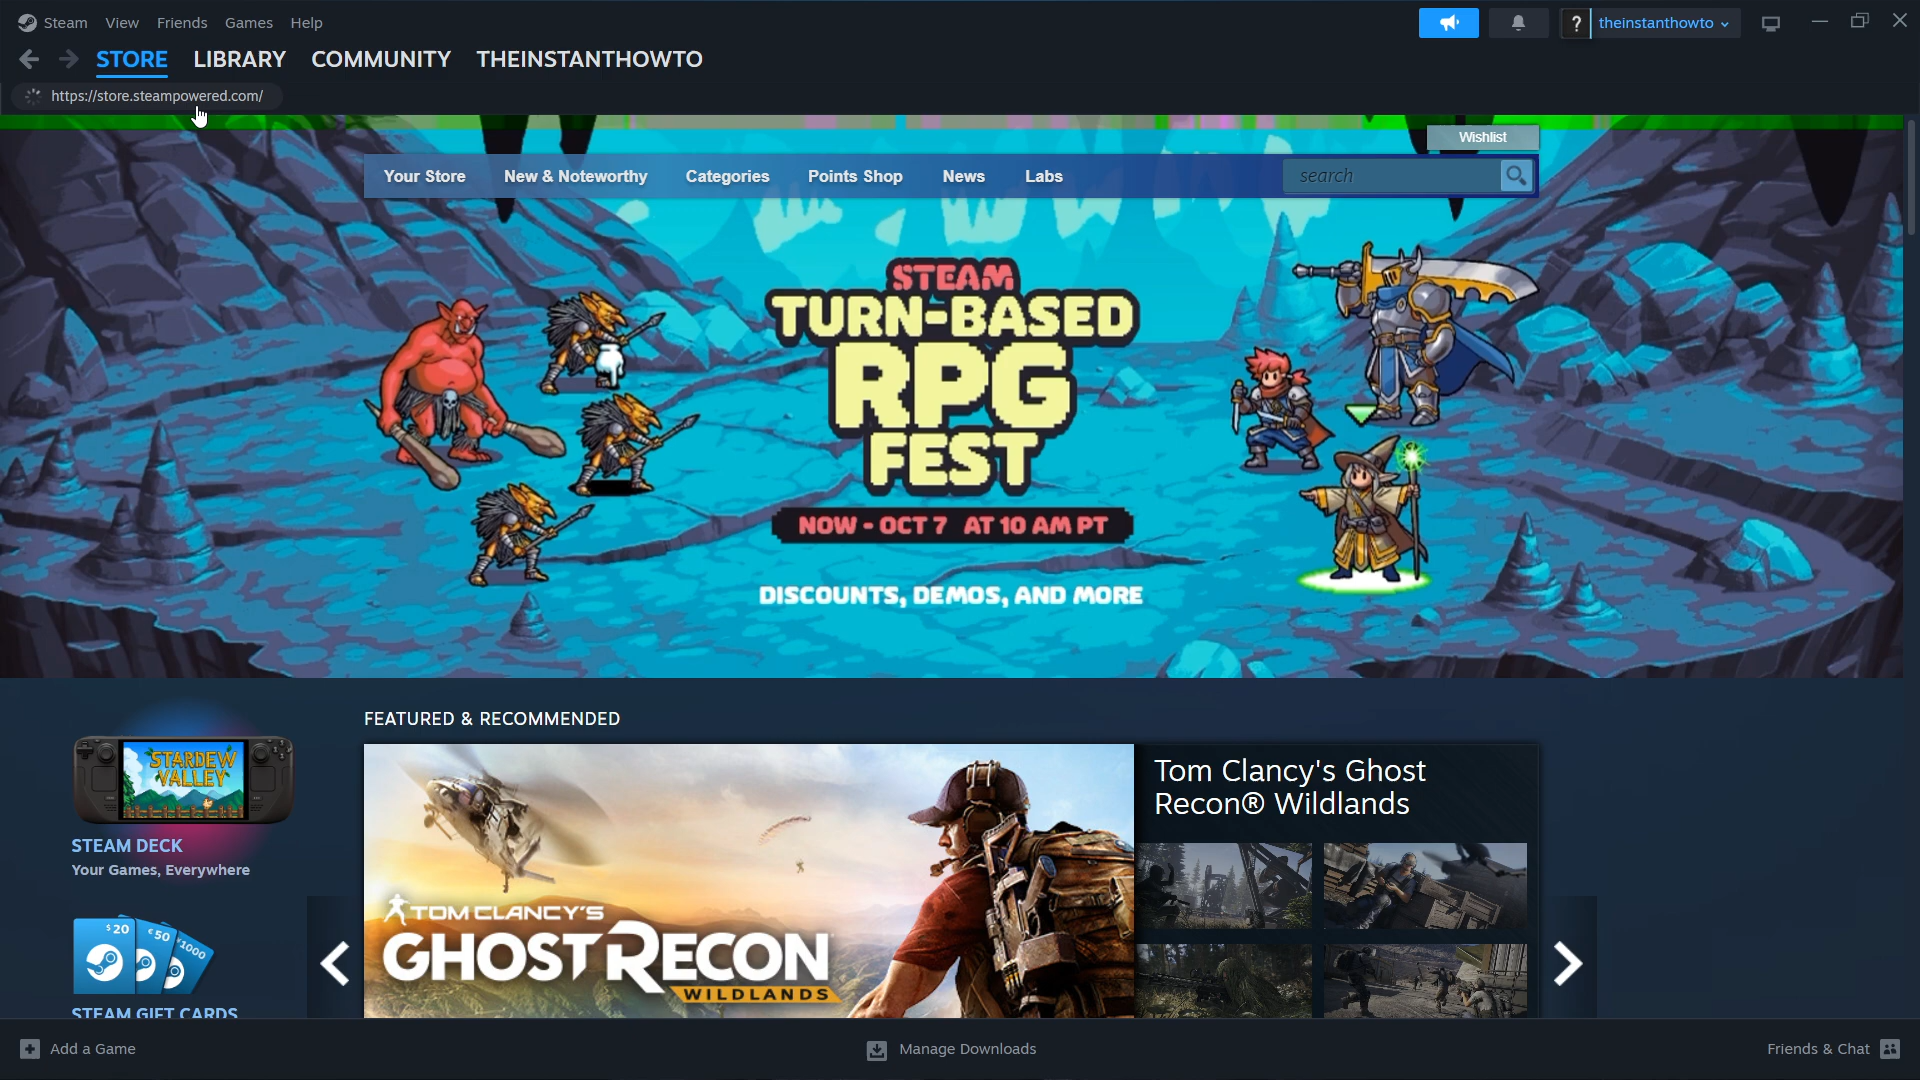 Steam View Friends Games Help
? theinstanthowto
STORE LIBRARY COMMUNITY THEINSTANTHOWTO
https://store.steampowered.com/
Wishlist
Your Store New & Noteworthy Categories Points Shop News Labs search
STEAM
TURN-BASED
RPG
FEST
NOW - OCT 7 AT 10 AM PT
DISCOUNTS, DEMOS, AND MORE
FEATURED & RECOMMENDED
STARDEW
VALLEY
STEAM DECK
Your Games, Everywhere
$20 €50 ¥1000
STEAM GIFT CARDS
TOM CLANCY'S
GHOST RECON
WILDLANDS
Tom Clancy's Ghost
Recon® Wildlands
Add a Game Manage Downloads Friends & Chat